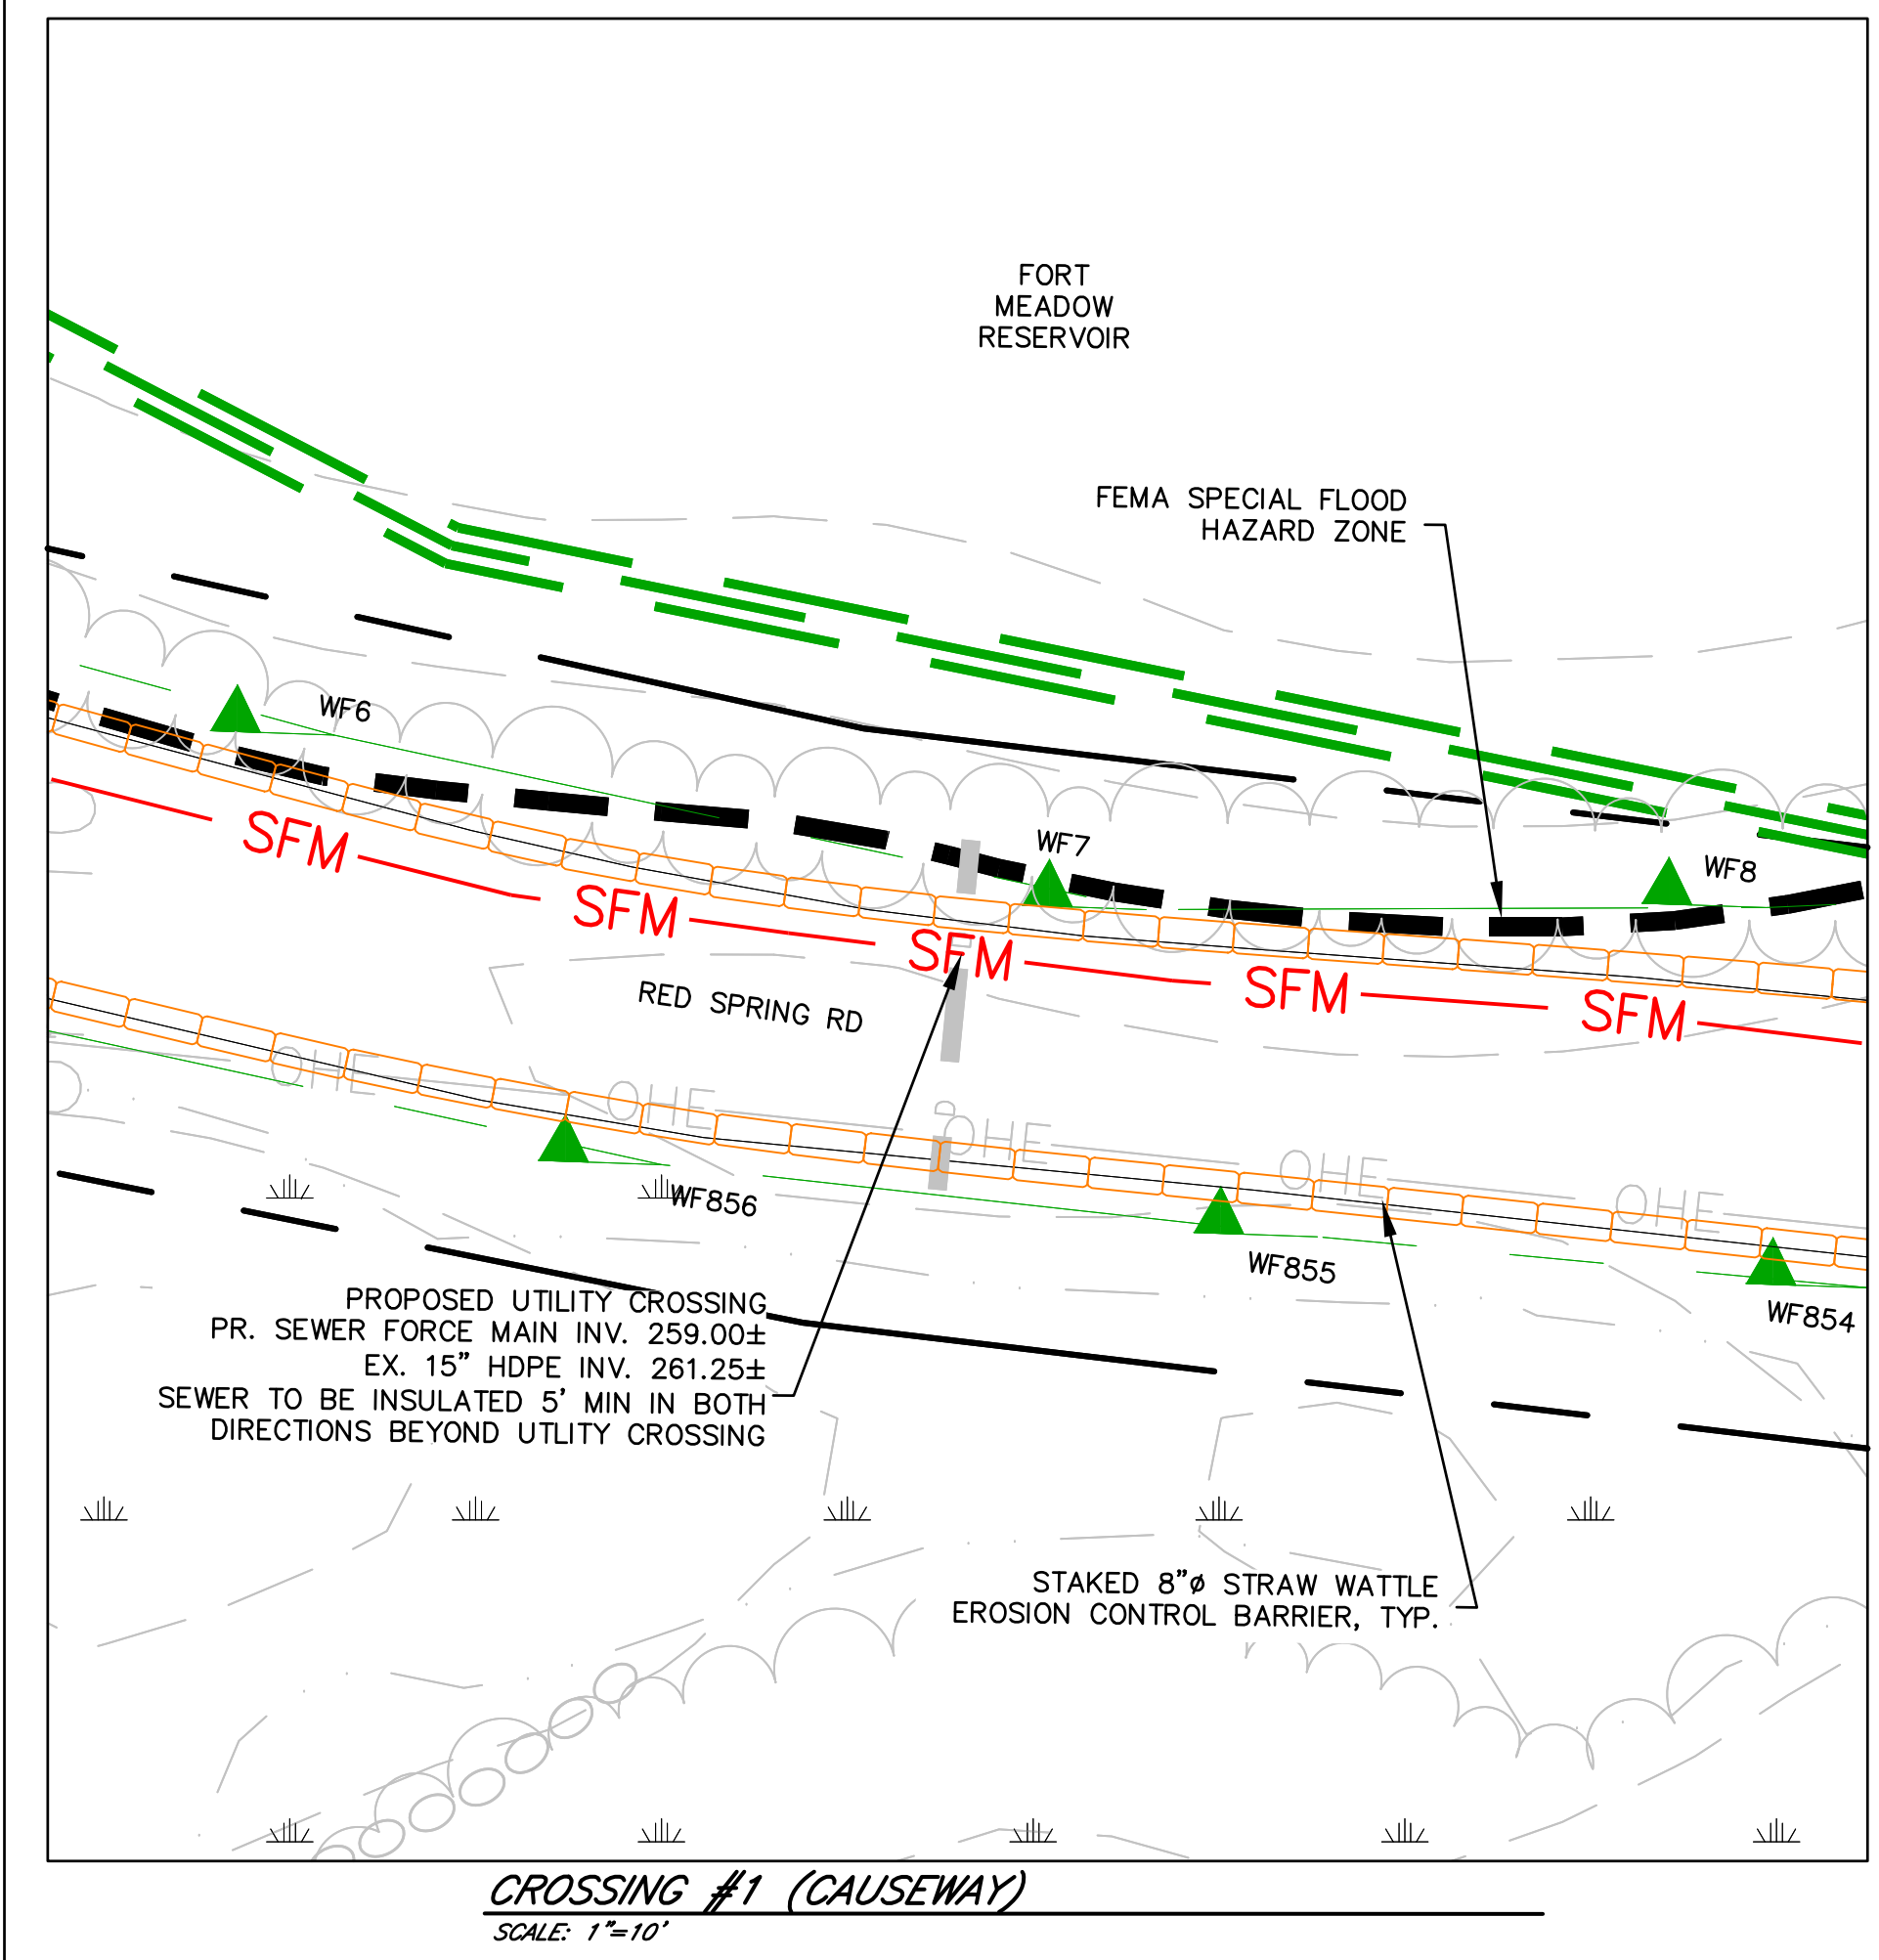 FORT
MEADOW
RESERVOIR
FEMA SPECIAL FLOOD
HAZARD ZONE
WF6
WF7
WF8
SFM
SFM
SFM
SFM
SFM
RED SPRING RD
OHE
OHE
OHE
OHE
OHE
WF856
WF855
WF854
PROPOSED UTILITY CROSSING
PR. SEWER FORCE MAIN INV. 259.00±
EX. 15" HDPE INV. 261.25±
SEWER TO BE INSULATED 5' MIN IN BOTH
DIRECTIONS BEYOND UTLITY CROSSING
STAKED 8"ø STRAW WATTLE
EROSION CONTROL BARRIER, TYP.
CROSSING #1 (CAUSEWAY)
SCALE: 1"=10'